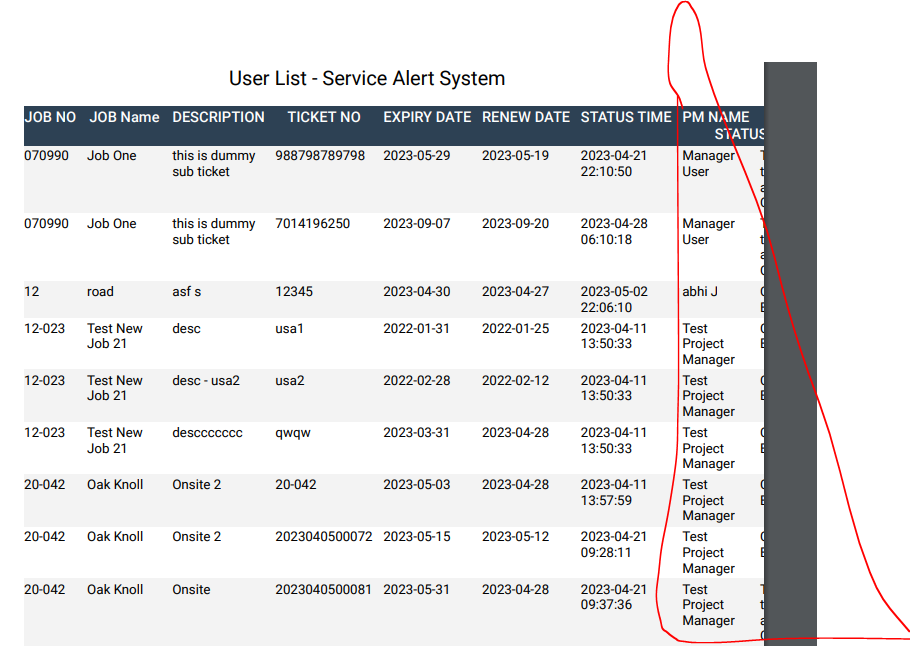 User List - Service Alert System
JOB NO JOB Name DESCRIPTION TICKET NO EXPIRY DATE RENEW DATE STATUS TIME PM NAME
STATUS
070990 Job One this is dummy 988798789798 2023-05-29 2023-05-19 2023-04-21 Manager
sub ticket 22:10:50 User
070990 Job One this is dummy 7014196250 2023-09-07 2023-09-20 2023-04-28 Manager
sub ticket 06:10:18 User
12 road asf s 12345 2023-04-30 2023-04-27 2023-05-02 abhi J
22:06:10
12-023 Test New desc usa1 2022-01-31 2022-01-25 2023-04-11 Test
Job 21 13:50:33 Project
Manager
12-023 Test New desc - usa2 usa2 2022-02-28 2022-02-12 2023-04-11 Test
Job 21 13:50:33 Project
Manager
12-023 Test New desccccccc qwqw 2023-03-31 2023-04-28 2023-04-11 Test
Job 21 13:50:33 Project
Manager
20-042 Oak Knoll Onsite 2 20-042 2023-05-03 2023-04-28 2023-04-11 Test
13:57:59 Project
Manager
20-042 Oak Knoll Onsite 2 2023040500072 2023-05-15 2023-05-12 2023-04-21 Test
09:28:11 Project
Manager
20-042 Oak Knoll Onsite 2023040500081 2023-05-31 2023-04-28 2023-04-21 Test
09:37:36 Project
Manager